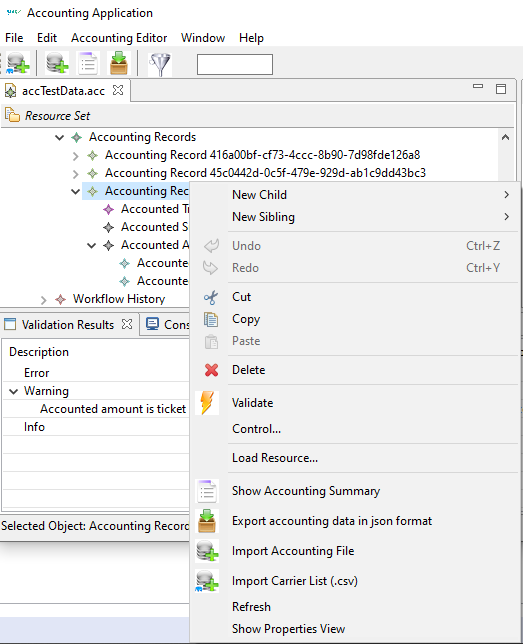 Accounting Application
File Edit Accounting Editor Window Help
accTestData.acc
Resource Set
Accounting Records
Accounting Record 416a00bf-cf73-4ccc-8b90-7d98fde126a8
Accounting Record 45c0442d-0c5f-479e-929d-ab1c9dd43bc3
Accounting Rec
Accounted T
Accounted S
Accounted A
Accounte
Accounte
Workflow History
Validation Results Cons
Description
Error
Warning
Accounted amount is ticket
Info
Selected Object: Accounting Record
New Child
New Sibling
Undo Ctrl+Z
Redo Ctrl+Y
Cut
Copy
Paste
Delete
Validate
Control...
Load Resource...
Show Accounting Summary
Export accounting data in json format
Import Accounting File
Import Carrier List (.csv)
Refresh
Show Properties View